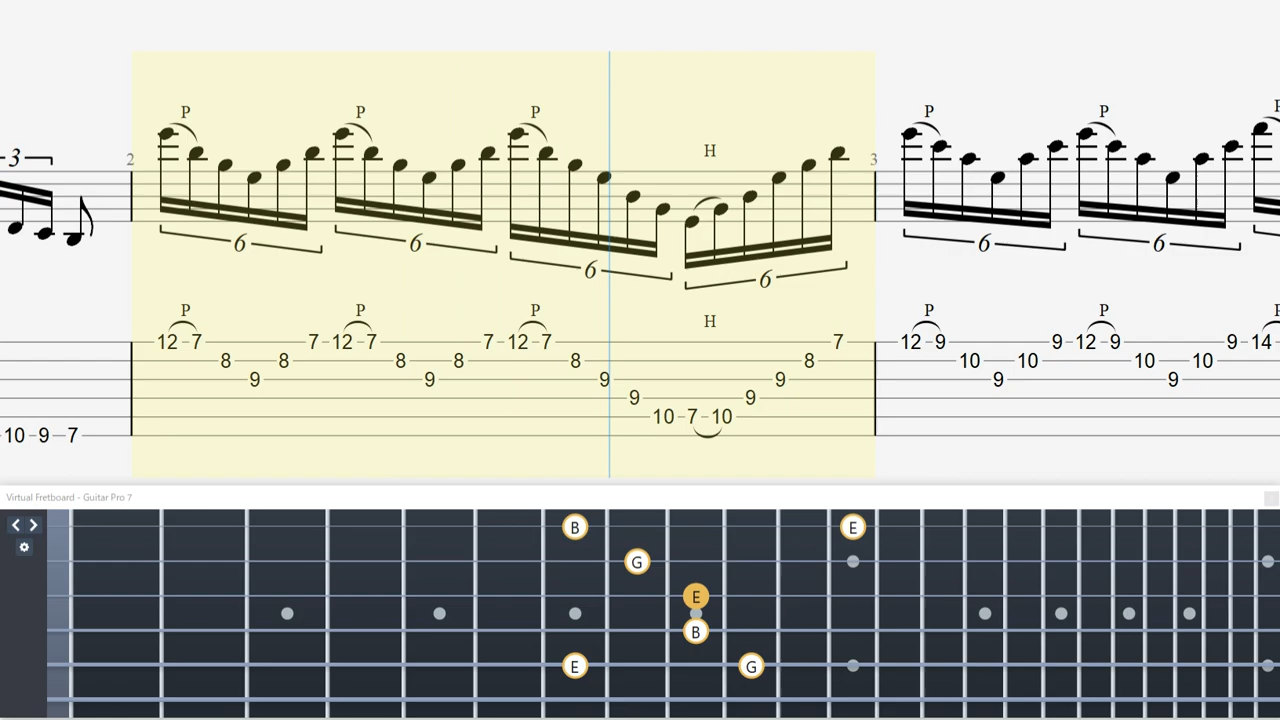 P P P P P P
3 2 H 3
6 6 6 6 6 6
P P P H P P P
12 7 7 12 7 7 12 7 7 12 9 9 12 9 9 14
8 8 8 8 8 8 10 10 10 10
9 9 9 9 9 9
9 9
10 7 10
10 9 7
Virtual Fretboard - Guitar Pro 7
B E
G
E
B
E G